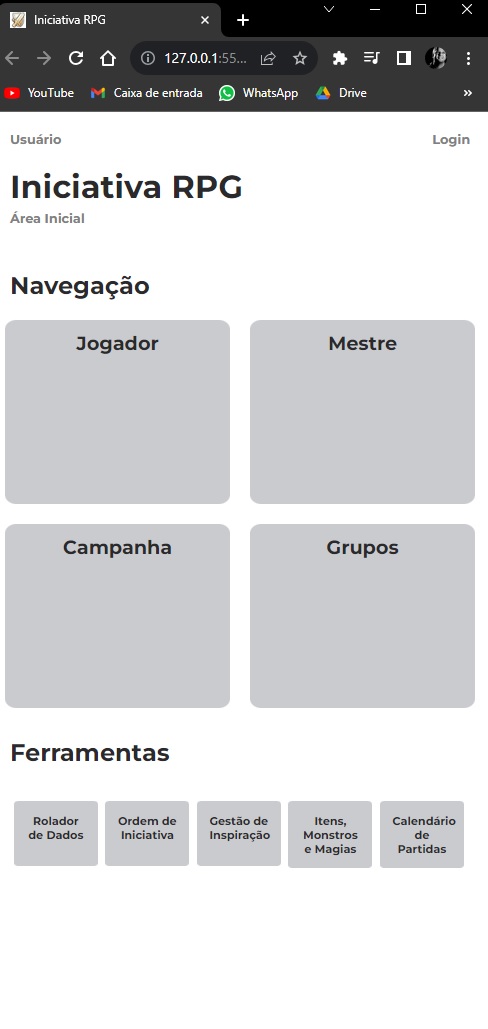 Iniciativa RPG
127.0.0.1:55...
YouTube
Caixa de entrada
WhatsApp
Drive
»
Usuário
Login
Iniciativa RPG
Área Inicial
Navegação
Jogador
Mestre
Campanha
Grupos
Ferramentas
Rolador
de Dados
Ordem de
Iniciativa
Gestão de
Inspiração
Itens,
Monstros
e Magias
Calendário
de
Partidas